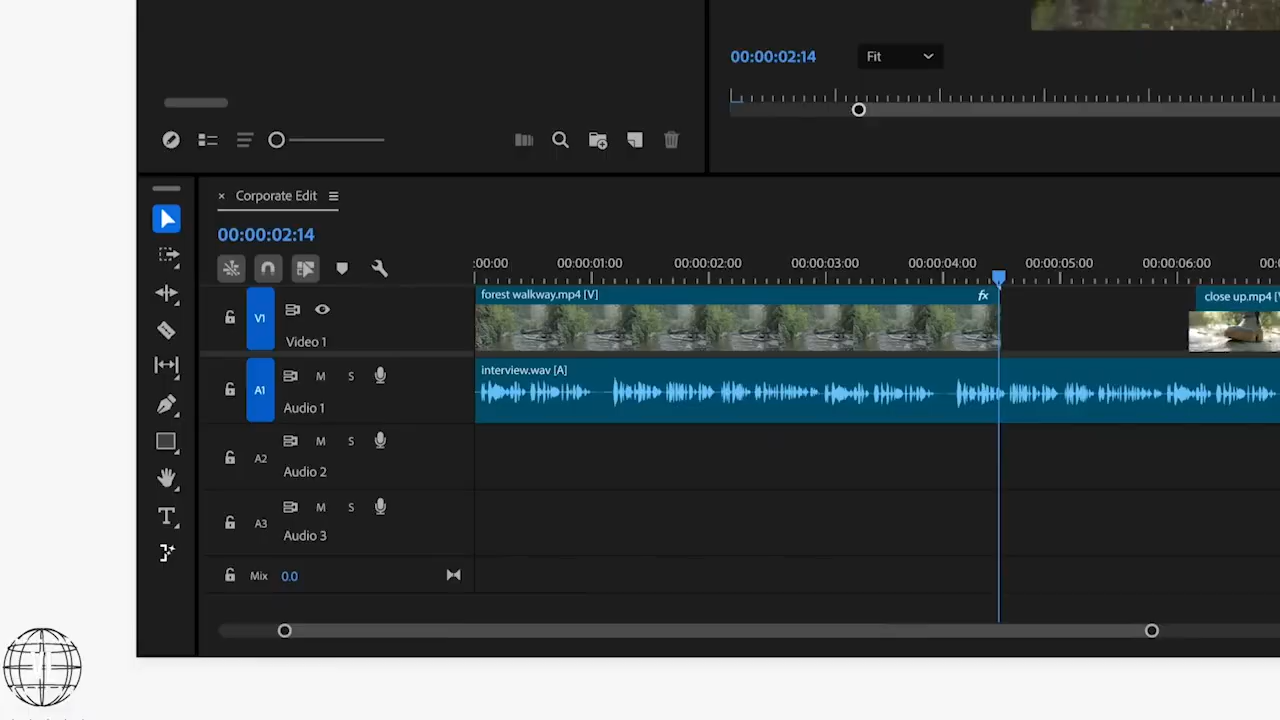 00:00:02:14 Fit
× Corporate Edit
00:00:02:14
:00:00 00:00:01:00 00:00:02:00 00:00:03:00 00:00:04:00 00:00:05:00 00:00:06:00 00
V1 forest walkway.mp4 [V] fx close up.mp4 [V
Video 1
A1 M S interview.wav [A]
Audio 1
A2 M S
Audio 2
A3 M S
Audio 3
Mix 0.0
T